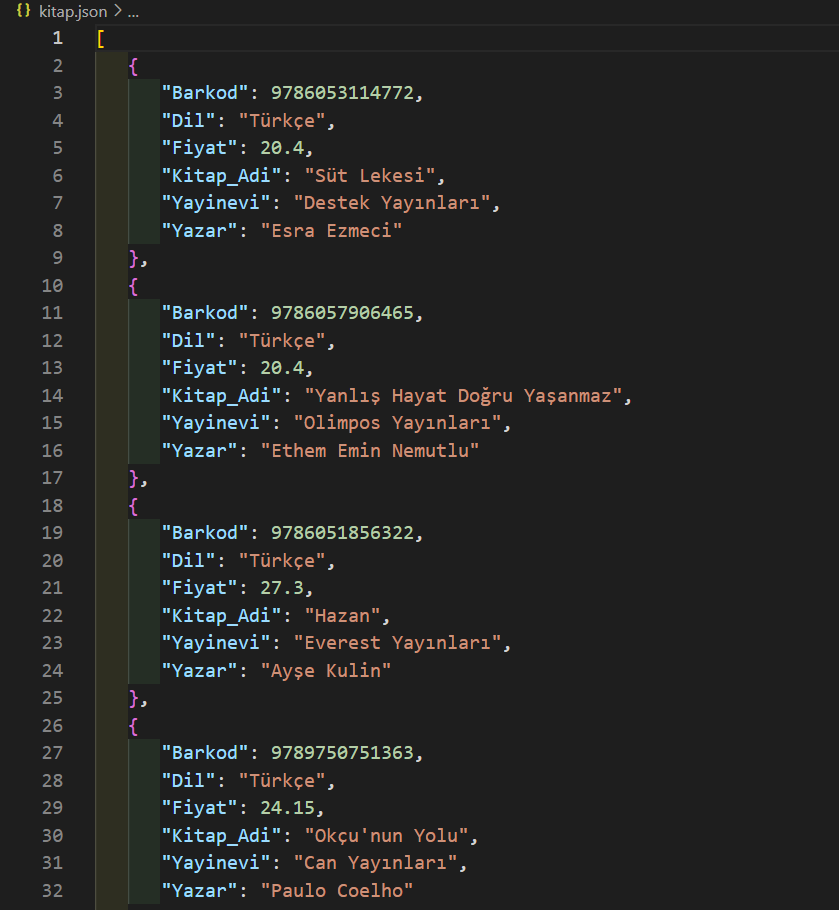 {} kitap.json > ...
1 [
2 {
3 "Barkod": 9786053114772,
4 "Dil": "Türkçe",
5 "Fiyat": 20.4,
6 "Kitap_Adi": "Süt Lekesi",
7 "Yayinevi": "Destek Yayınları",
8 "Yazar": "Esra Ezmeci"
9 },
10 {
11 "Barkod": 9786057906465,
12 "Dil": "Türkçe",
13 "Fiyat": 20.4,
14 "Kitap_Adi": "Yanlış Hayat Doğru Yaşanmaz",
15 "Yayinevi": "Olimpos Yayınları",
16 "Yazar": "Ethem Emin Nemutlu"
17 },
18 {
19 "Barkod": 9786051856322,
20 "Dil": "Türkçe",
21 "Fiyat": 27.3,
22 "Kitap_Adi": "Hazan",
23 "Yayinevi": "Everest Yayınları",
24 "Yazar": "Ayşe Kulin"
25 },
26 {
27 "Barkod": 9789750751363,
28 "Dil": "Türkçe",
29 "Fiyat": 24.15,
30 "Kitap_Adi": "Okçu'nun Yolu",
31 "Yayinevi": "Can Yayınları",
32 "Yazar": "Paulo Coelho"